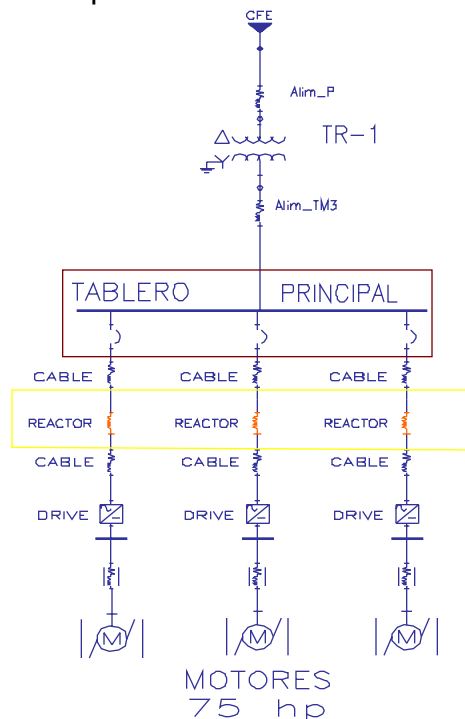 CFE
Alim_P
TR-1
Alim_TM3
TABLERO PRINCIPAL
CABLE CABLE CABLE
REACTOR REACTOR REACTOR
CABLE CABLE CABLE
DRIVE DRIVE DRIVE
M M M
MOTORES
75 hp